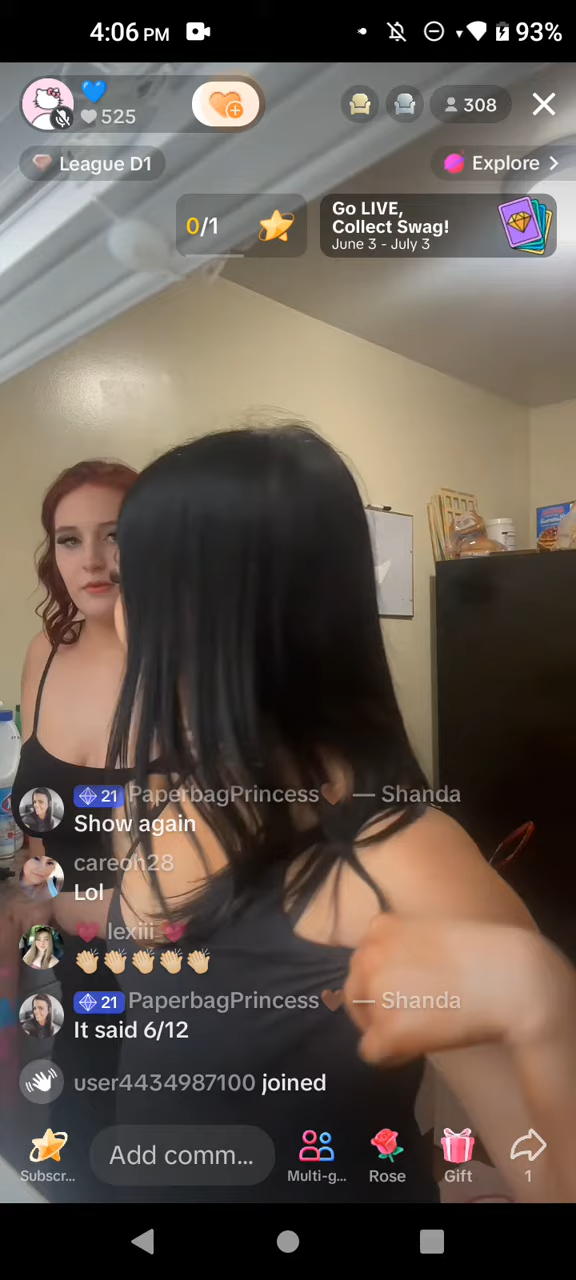 4:06 PM
93%
💙
525
308
League D1
Explore >
0/1
Go LIVE,
Collect Swag!
June 3 - July 3
21 PaperbagPrincess🤎 — Shanda
Show again
careoh28
Lol
💗 lexiii 💗
👏🏼👏🏼👏🏼👏🏼👏🏼
21 PaperbagPrincess🤎 — Shanda
It said 6/12
user4434987100 joined
Add comm...
Subscr...
Multi-g...
Rose
Gift
1